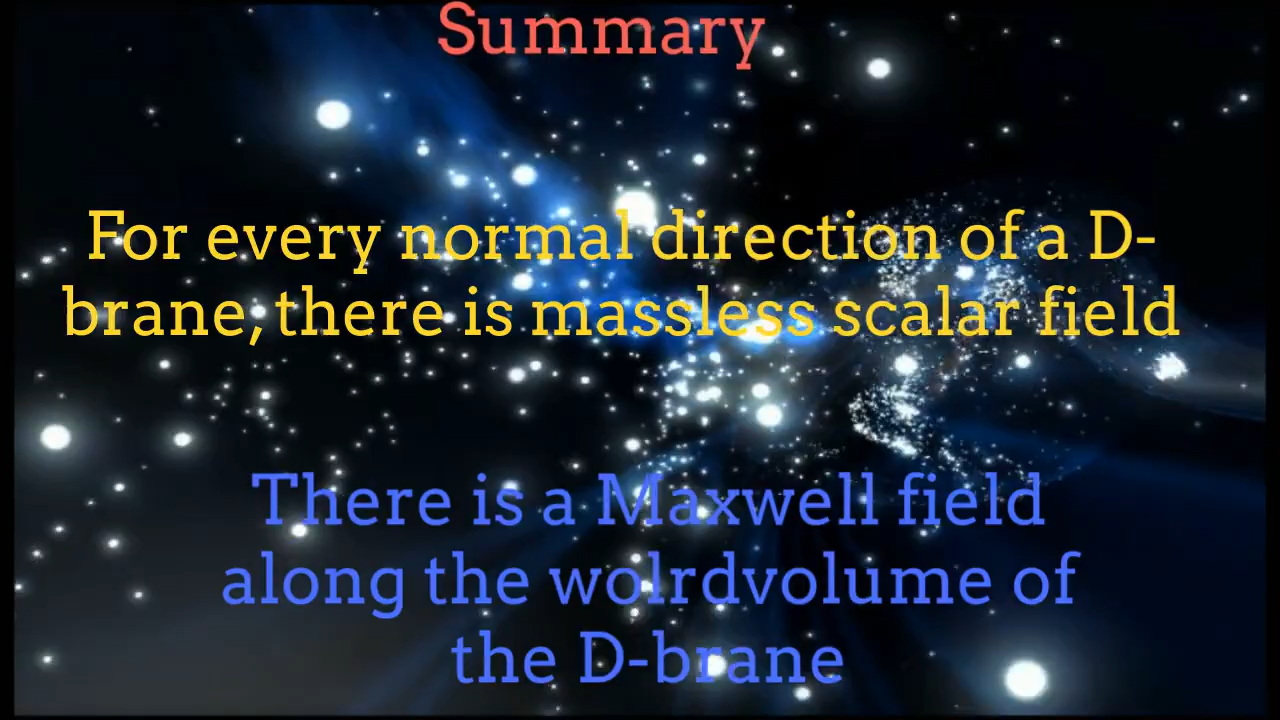 Summary
For every normal direction of a D-
brane, there is massless scalar field
There is a Maxwell field
along the wolrdvolume of
the D-brane